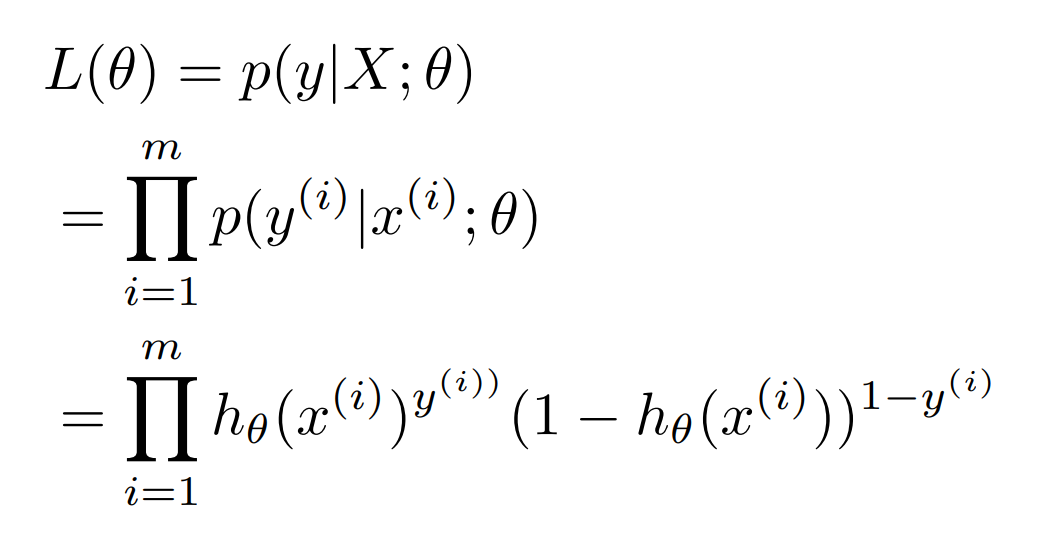 L(θ) = p(y|X; θ)
= ∏_{i=1}^{m} p(y^{(i)}|x^{(i)}; θ)
= ∏_{i=1}^{m} h_θ(x^{(i)})^{y^{(i))}} (1 − h_θ(x^{(i)}))^{1−y^{(i)}}